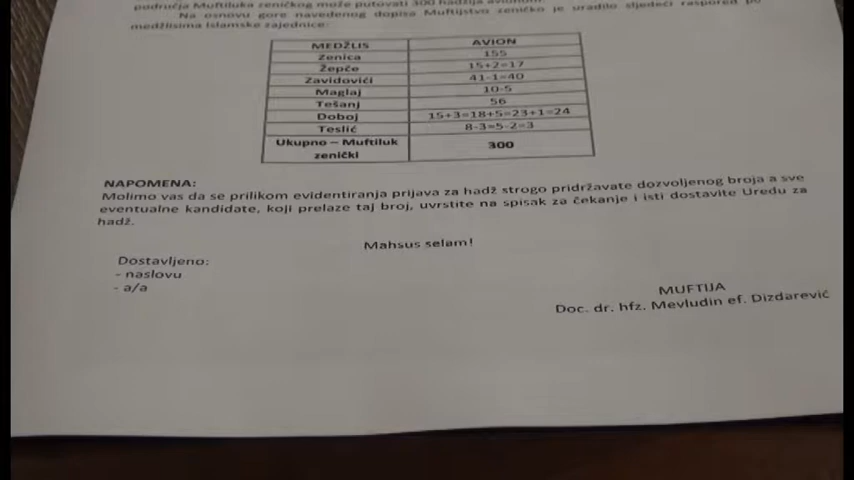 područja Muftiluka zeničkog može putovati 300 hadžija avionom.
Na osnovu gore navedenog dopisa Muftijstvo zeničko je uradilo sljedeći raspored po
medžlisima Islamske zajednice:
MEDŽLIS AVION
Zenica 155
Žepče 15+2=17
Zavidovići 41-1=40
Maglaj 10-5
Tešanj 56
Doboj 15+3=18+5=23+1=24
Teslić 8-3=5-2=3
Ukupno – Muftiluk 300
zenički
NAPOMENA:
Molimo vas da se prilikom evidentiranja prijava za hadž strogo pridržavate dozvoljenog broja a sve
eventualne kandidate, koji prelaze taj broj, uvrstite na spisak za čekanje i isti dostavite Uredu za
hadž.
Mahsus selam!
Dostavljeno:
- naslovu
- a/a
MUFTIJA
Doc. dr. hfz. Mevludin ef. Dizdarević